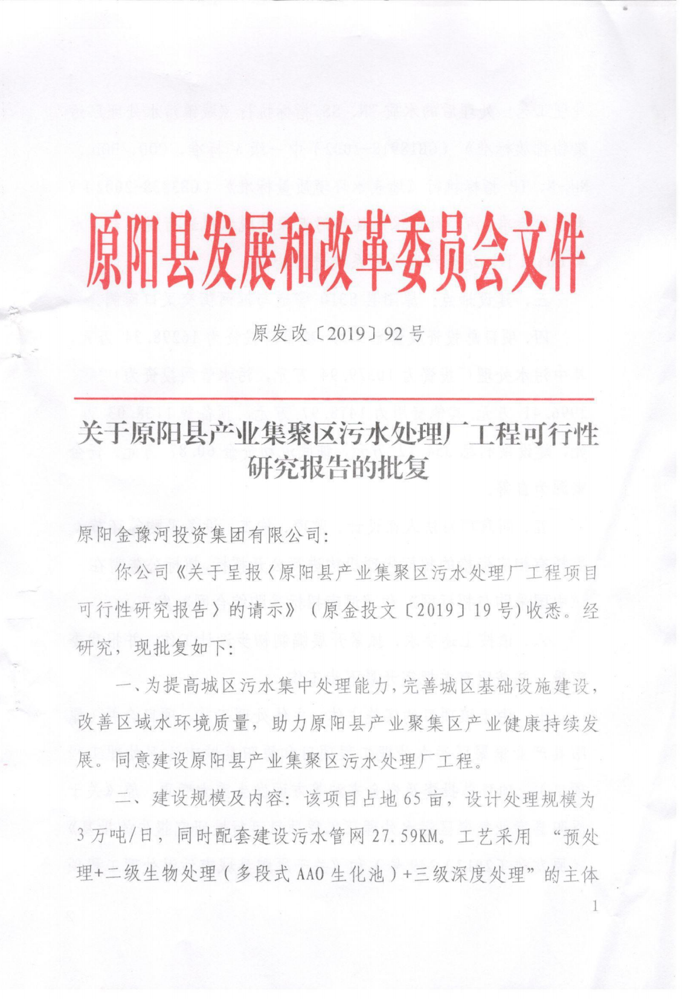 原阳县发展和改革委员会文件
原发改〔2019〕92号
关于原阳县产业集聚区污水处理厂工程可行性
研究报告的批复
原阳金豫河投资集团有限公司：
你公司《关于呈报〈原阳县产业集聚区污水处理厂工程项目
可行性研究报告〉的请示》（原金投文〔2019〕19号)收悉。经
研究，现批复如下：
一、为提高城区污水集中处理能力，完善城区基础设施建设，
改善区域水环境质量，助力原阳县产业聚集区产业健康持续发
展。同意建设原阳县产业集聚区污水处理厂工程。
二、建设规模及内容：该项目占地65亩，设计处理规模为
3万吨/日，同时配套建设污水管网27.59KM。工艺采用 “预处
理+二级生物处理（多段式AAO生化池）+三级深度处理”的主体
1